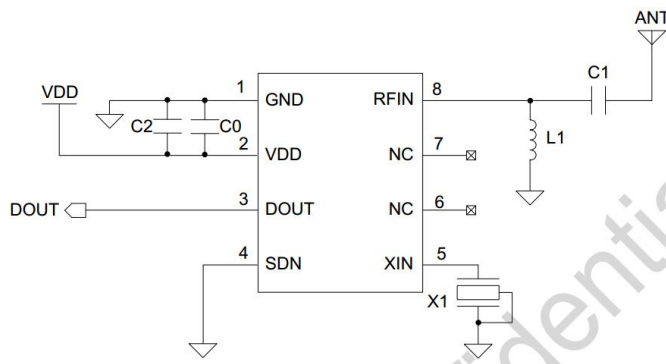 ANT
C1
VDD
1
GND
RFIN
8
C2
C0
L1
2
VDD
NC
7
DOUT
3
DOUT
NC
6
4
SDN
XIN
5
X1